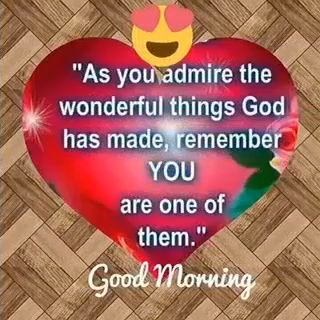 "As you admire the
wonderful things God
has made, remember
YOU
are one of
them."
Good Morning